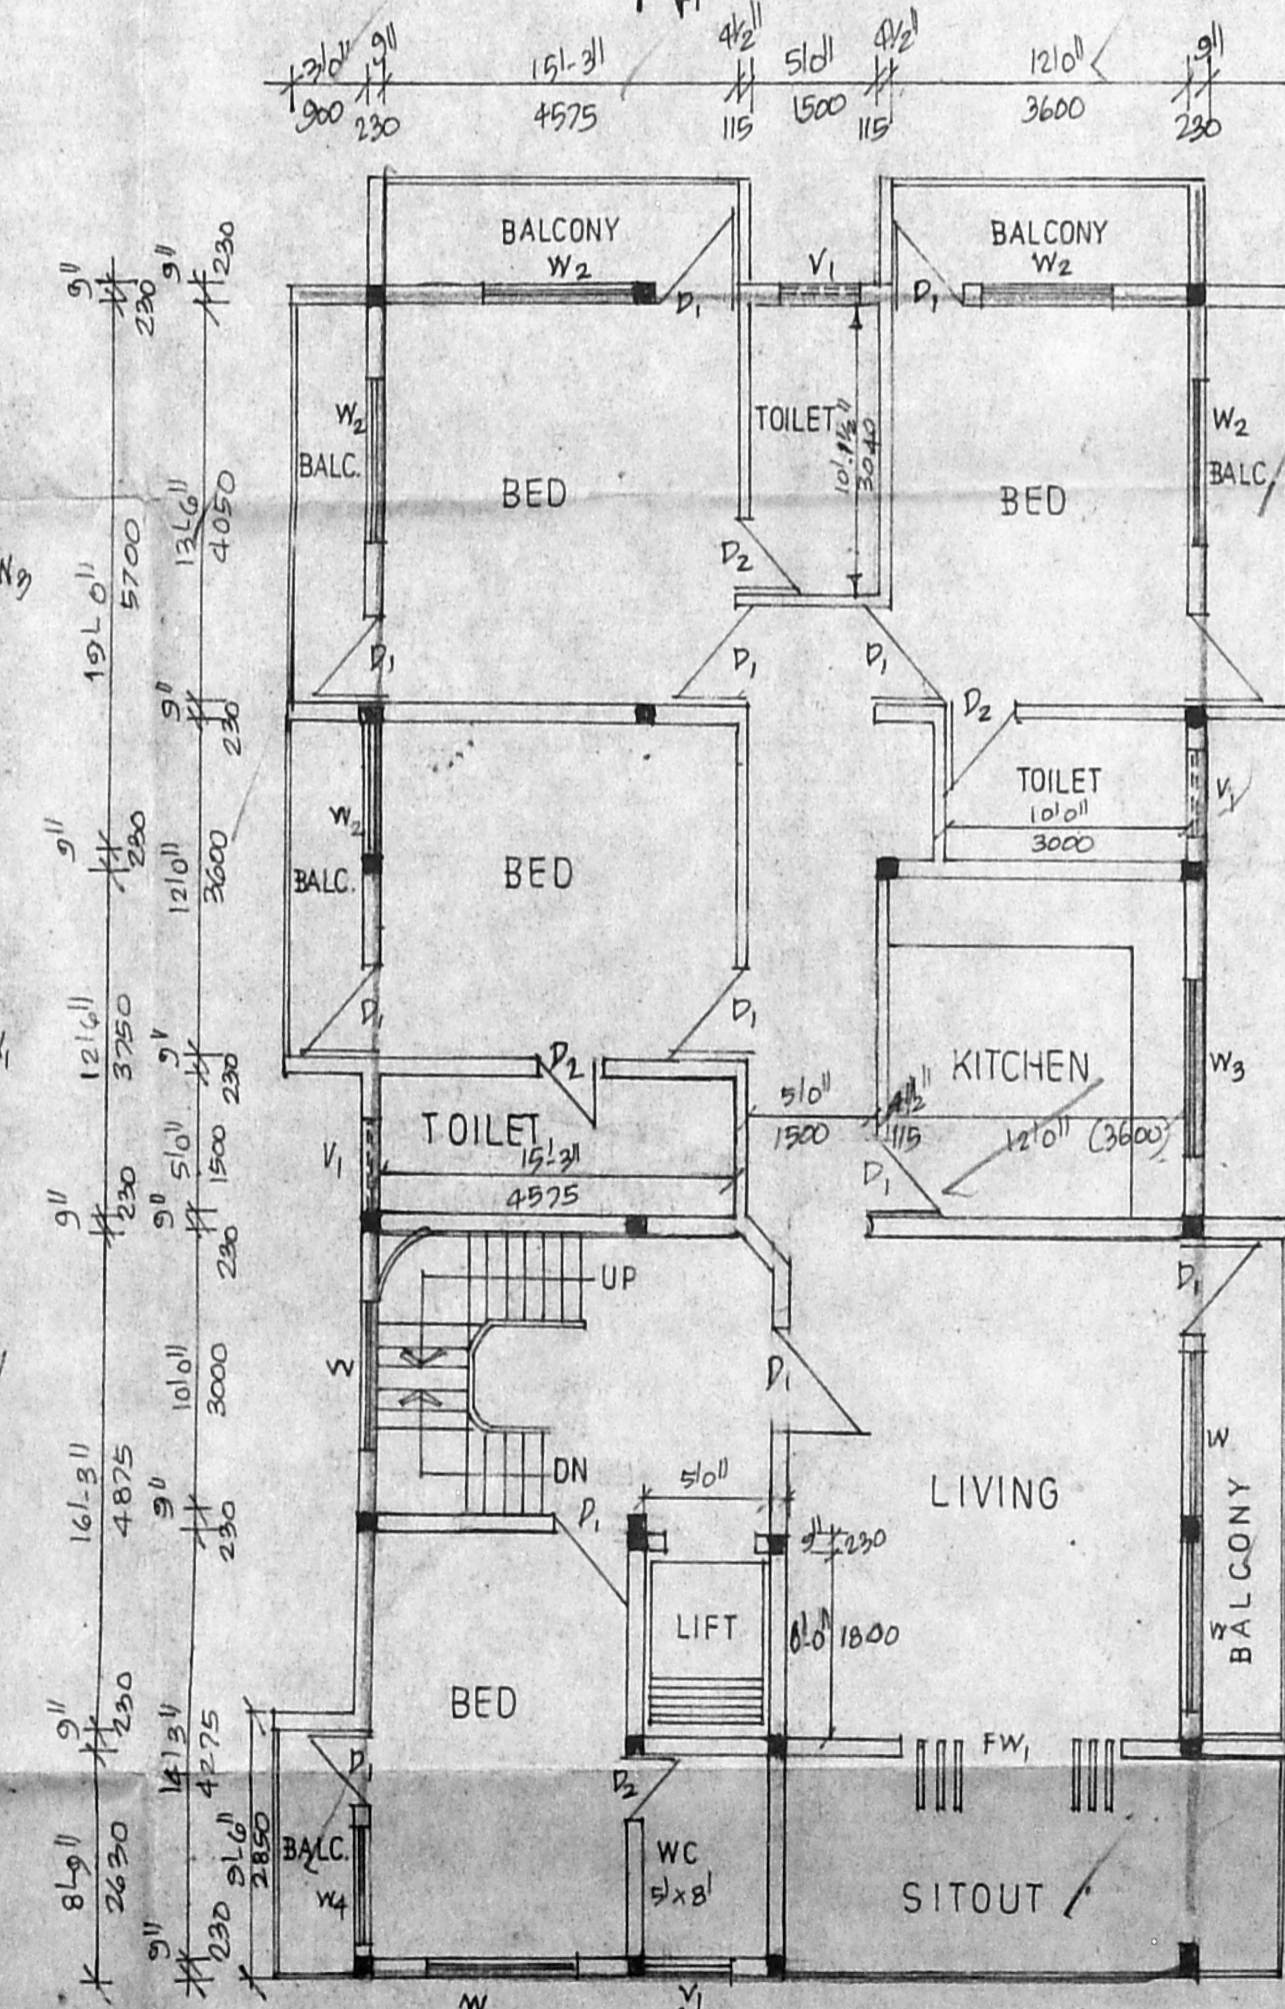 3'0" 9" 15'-3" 4½" 5'0" 4½" 12'0" 9"
900 230 4575 115 1500 115 3600 230
BALCONY BALCONY
W2 V1 W2
D1 D1
9" 230 9" 230
W2 TOILET W2
BALC. 10'-1½" 3040 BALC.
BED BED
13'-6" 4050
19'-0" 5700
D2
D1 D1 D1
9" 230 D2
TOILET V1
10'0"
3000
W2
9" 230 12'0" 3600
BALC. BED
D1 D1
12'6" 3750 9" 230
D2 KITCHEN W3
5'0" 4½"
1500 115 12'0" (3600)
TOILET
15'-3"
4575
V1 5'0" 1500 D1
9" 230 9" 230
UP D1
W D1
10'0" 3000
16'-3" 4875
DN 5'0" LIVING W
D1
9" 230 9" 230
LIFT 6'-0" 1800
W
BALCONY
BED
9" 230 14'3" 4275
FW1
D1 D2
BALC. 9'-6" 2850
WC
5'x8'
W4 SITOUT
8'-9" 2630
9" 230
W V1